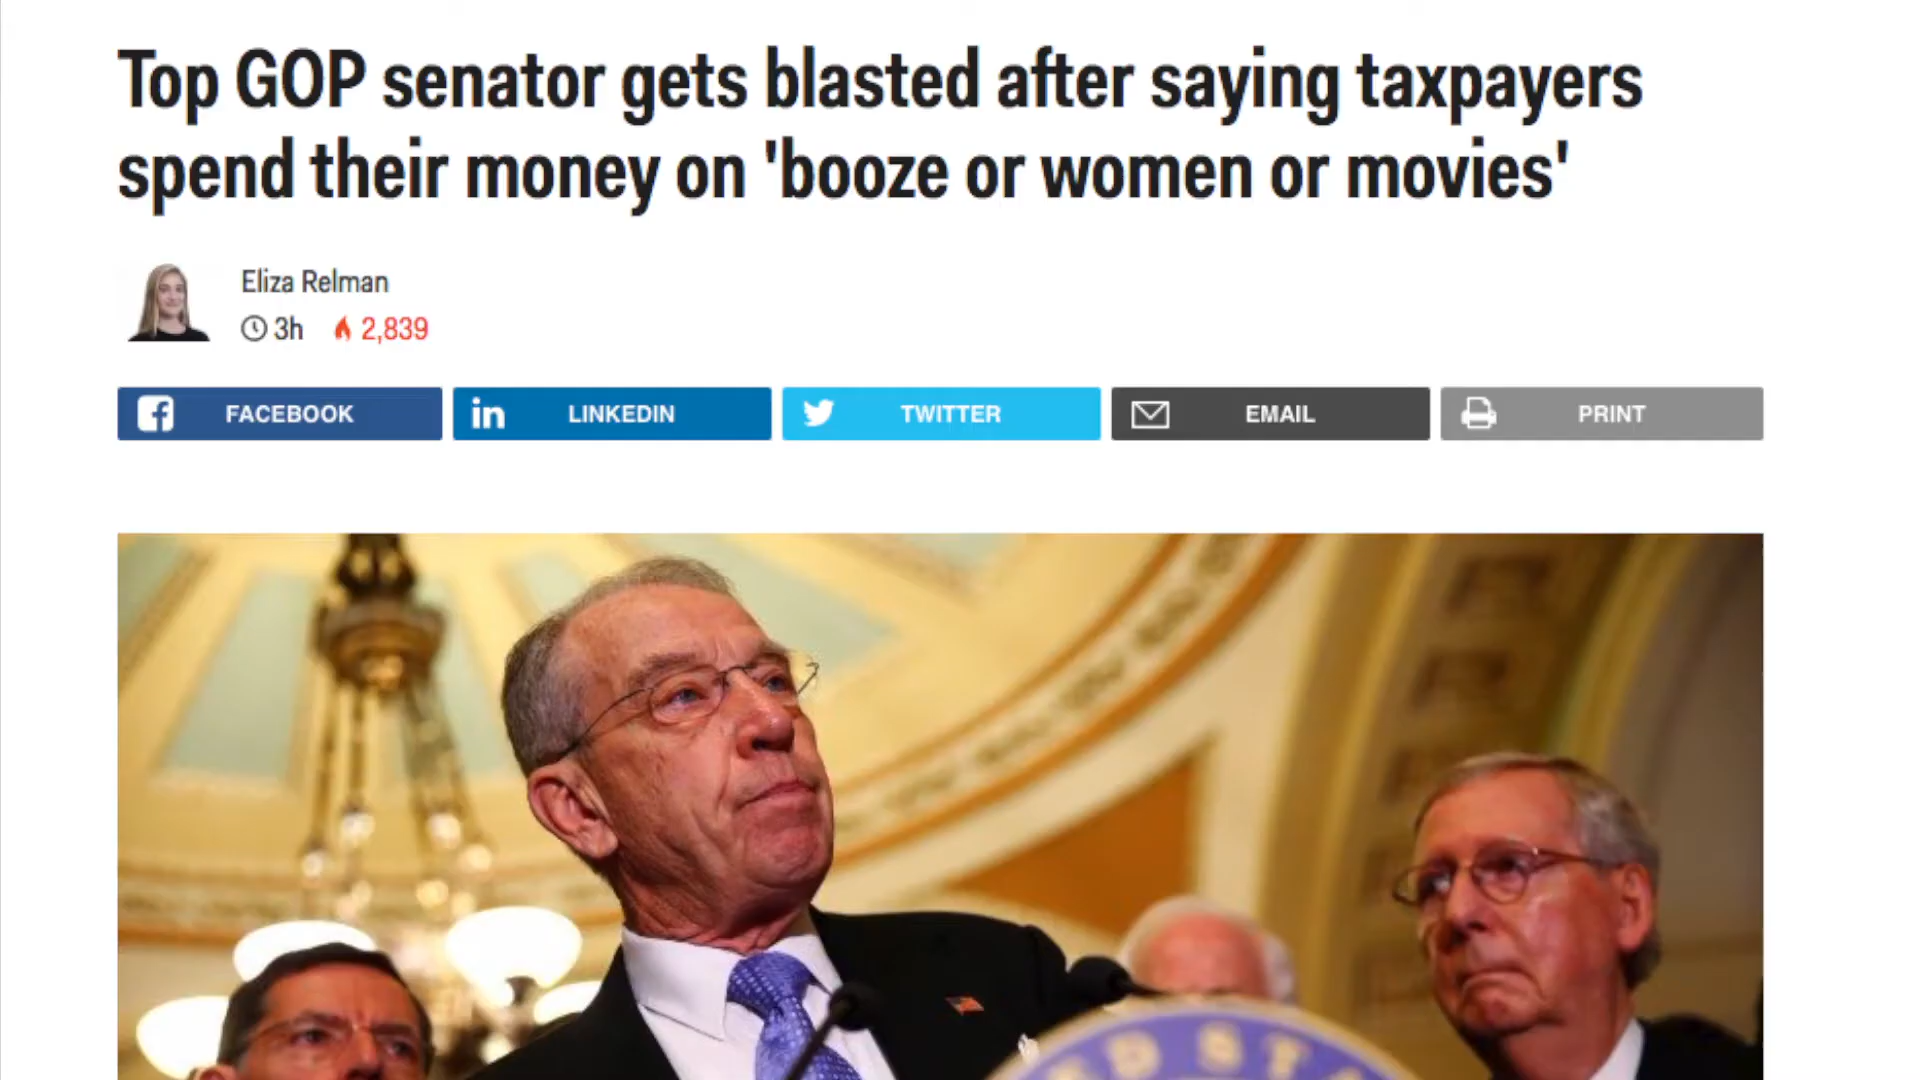 Top GOP senator gets blasted after saying taxpayers
spend their money on 'booze or women or movies'
Eliza Relman
3h 2,839
FACEBOOK LINKEDIN TWITTER EMAIL PRINT